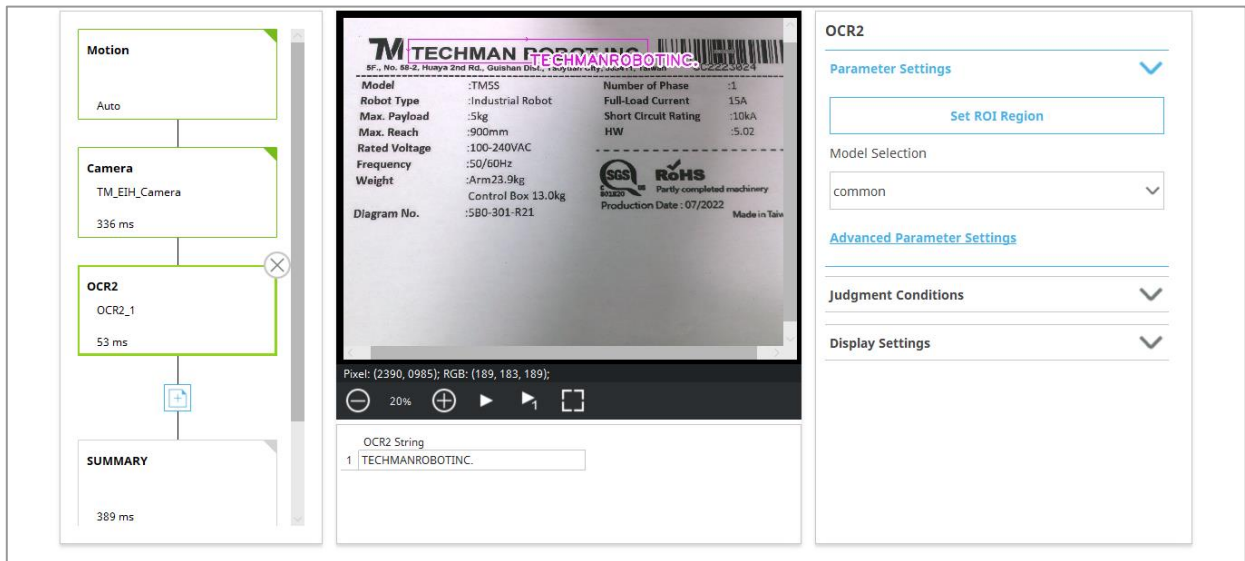 Motion
Auto
Camera
TM_EIH_Camera
336 ms
OCR2
OCR2_1
53 ms
SUMMARY
389 ms
TM TECHMAN ROBOT INC.
TECHMANROBOTINC.
5F., No. 58-2, Huaya 2nd Rd., Guishan Dist.,
Model :TM5S
Robot Type :Industrial Robot
Max. Payload :5kg
Max. Reach :900mm
Rated Voltage :100-240VAC
Frequency :50/60Hz
Weight :Arm23.9kg
Control Box 13.0kg
Diagram No. :5B0-301-R21
Number of Phase :1
Full-Load Current 15A
Short Circuit Rating :10kA
HW :5.02
SGS RoHS
Partly completed machinery
Production Date : 07/2022
Made in Taiw
Pixel: (2390, 0985); RGB: (189, 183, 189);
20%
1
OCR2 String
1 TECHMANROBOTINC.
OCR2
Parameter Settings
Set ROI Region
Model Selection
common
Advanced Parameter Settings
Judgment Conditions
Display Settings